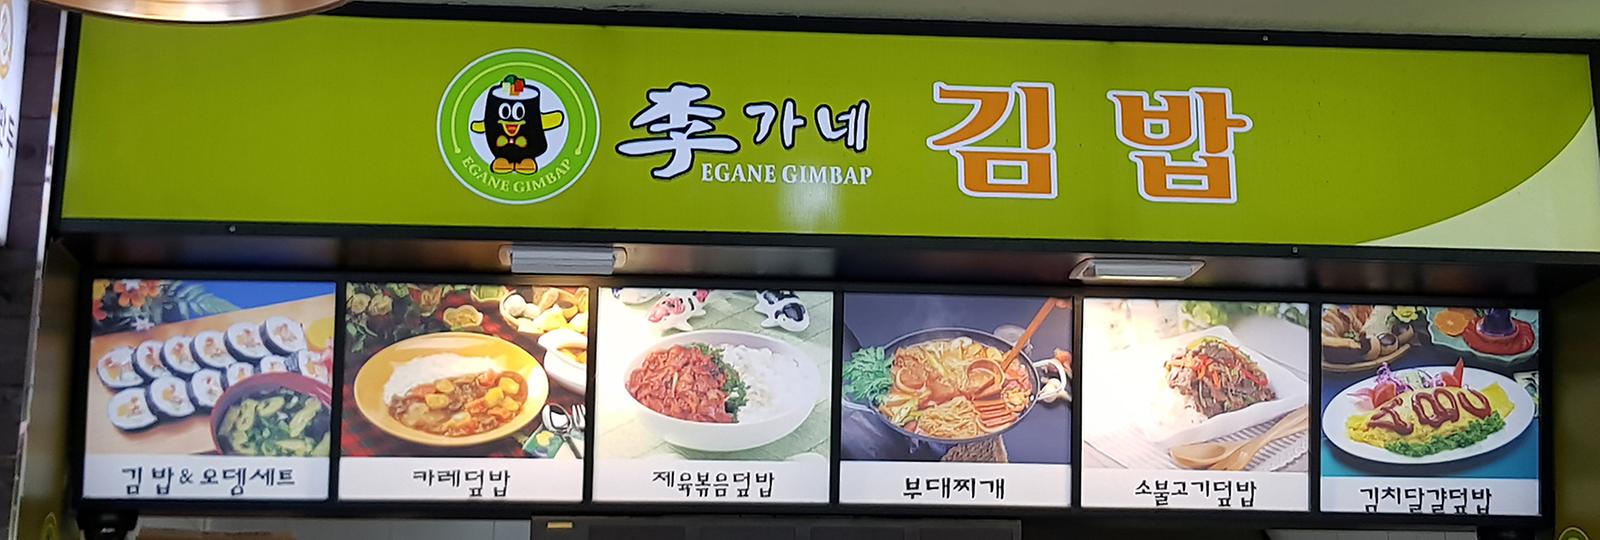 EGANE GIMBAP
李가네
EGANE GIMBAP
김밥
김밥&오뎀세트
카레덮밥
제육볶음덮밥
부대찌개
소불고기덮밥
김치달걀덮밥